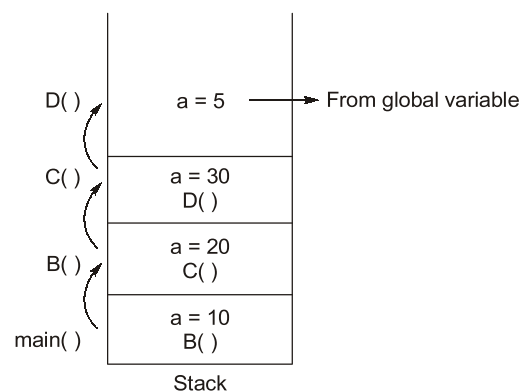 D( ) a = 5 From global variable
C( ) a = 30
D( )
a = 20
B( ) C( )
a = 10
main( ) B( )
Stack